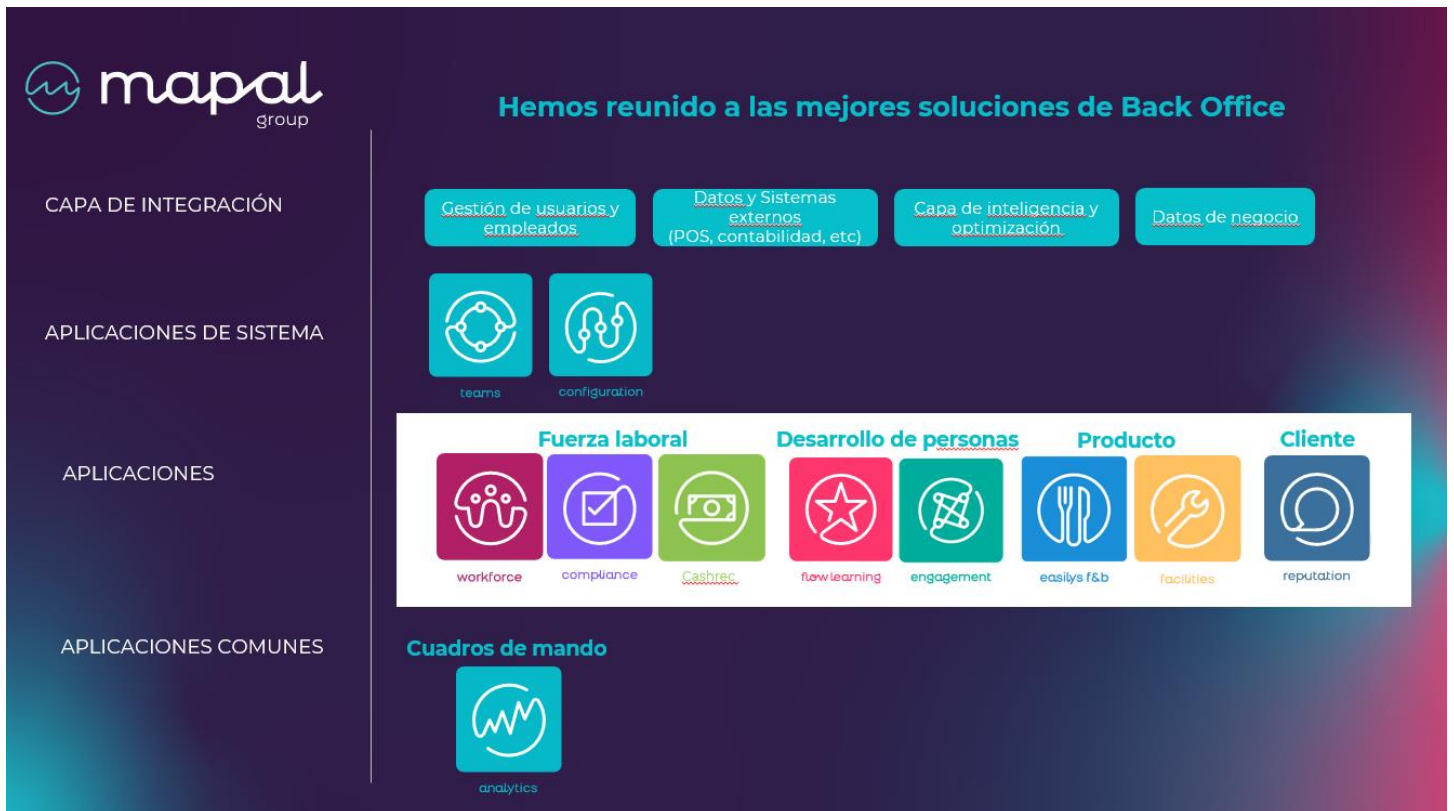 mapal
group
Hemos reunido a las mejores soluciones de Back Office
CAPA DE INTEGRACIÓN
Gestión de usuarios y
empleados
Datos y Sistemas
externos
(POS, contabilidad, etc)
Capa de inteligencia y
optimización
Datos de negocio
APLICACIONES DE SISTEMA
teams
configuration
APLICACIONES
Fuerza laboral
Desarrollo de personas
Producto
Cliente
workforce
compliance
Cashrec
flow learning
engagement
easilys f&b
facilities
reputation
APLICACIONES COMUNES
Cuadros de mando
analytics